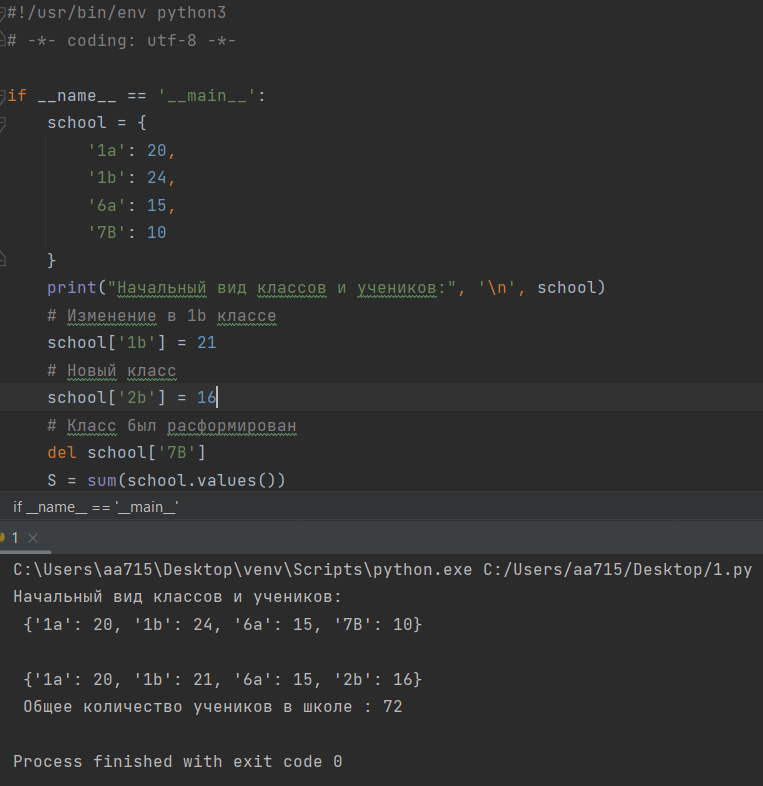 #!/usr/bin/env python3
# -*- coding: utf-8 -*-
if __name__ == '__main__':
    school = {
        '1a': 20,
        '1b': 24,
        '6a': 15,
        '7B': 10
    }
    print("Начальный вид классов и учеников:", '\n', school)
    # Изменение в 1b классе
    school['1b'] = 21
    # Новый класс
    school['2b'] = 16
    # Класс был расформирован
    del school['7B']
    S = sum(school.values())
if __name__ == '__main__'
1 ×
C:\Users\aa715\Desktop\venv\Scripts\python.exe C:/Users/aa715/Desktop/1.py
Начальный вид классов и учеников:
 {'1a': 20, '1b': 24, '6a': 15, '7B': 10}
 {'1a': 20, '1b': 21, '6a': 15, '2b': 16}
 Общее количество учеников в школе : 72
Process finished with exit code 0